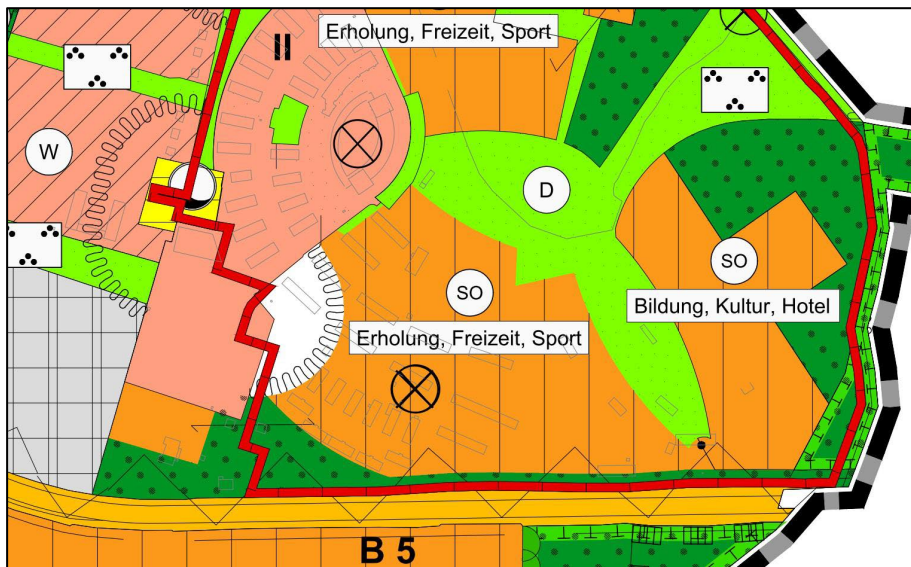 Erholung, Freizeit, Sport
II
W
D
SO
SO
Bildung, Kultur, Hotel
Erholung, Freizeit, Sport
B 5